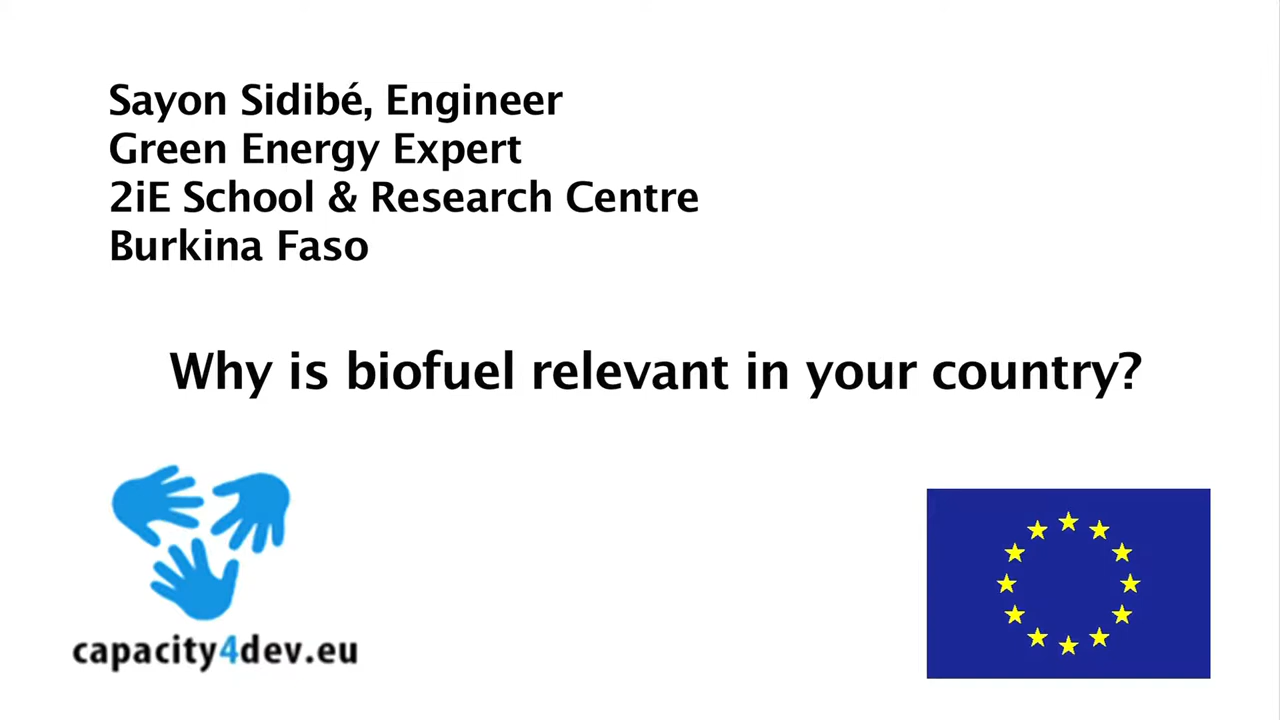 Sayon Sidibé, Engineer
Green Energy Expert
2iE School & Research Centre
Burkina Faso
Why is biofuel relevant in your country?
capacity4dev.eu